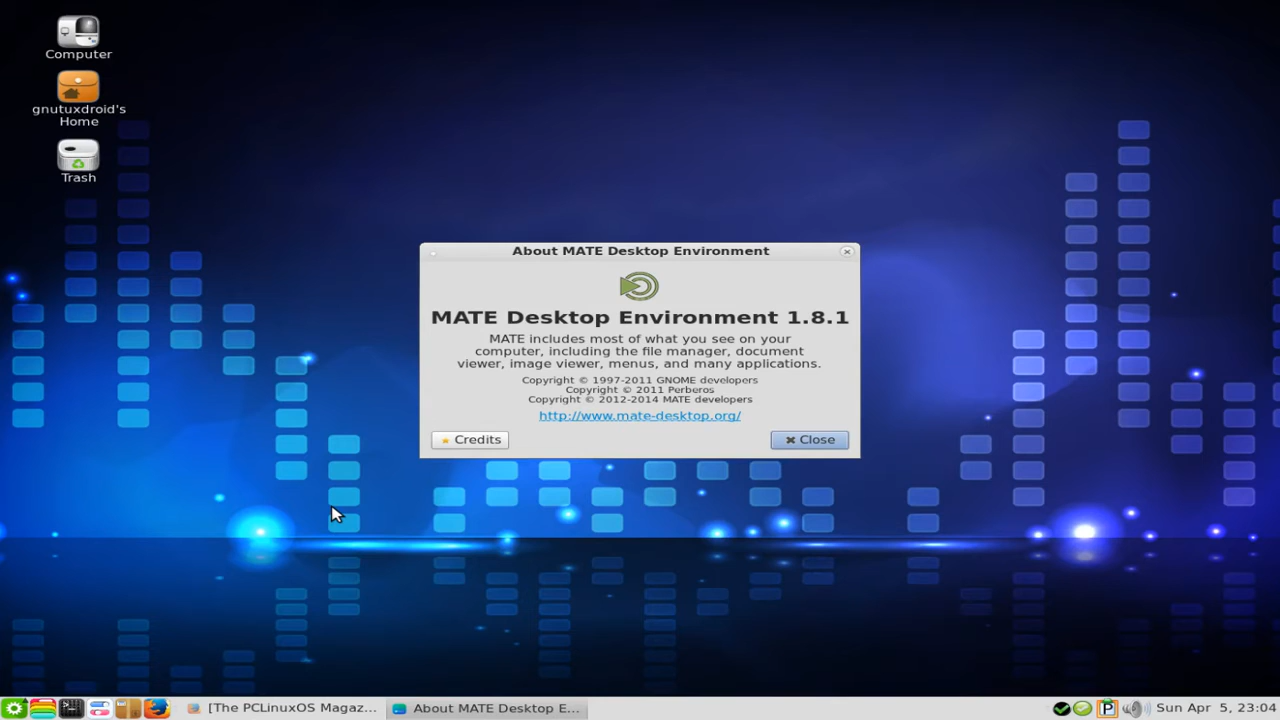 Computer
gnutuxdroid's
Home
Trash
About MATE Desktop Environment
MATE Desktop Environment 1.8.1
MATE includes most of what you see on your
computer, including the file manager, document
viewer, image viewer, menus, and many applications.
Copyright © 1997-2011 GNOME developers
Copyright © 2011 Perberos
Copyright © 2012-2014 MATE developers
http://www.mate-desktop.org/
Credits
Close
[The PCLinuxOS Magaz...
About MATE Desktop E...
P
Sun Apr 5, 23:04